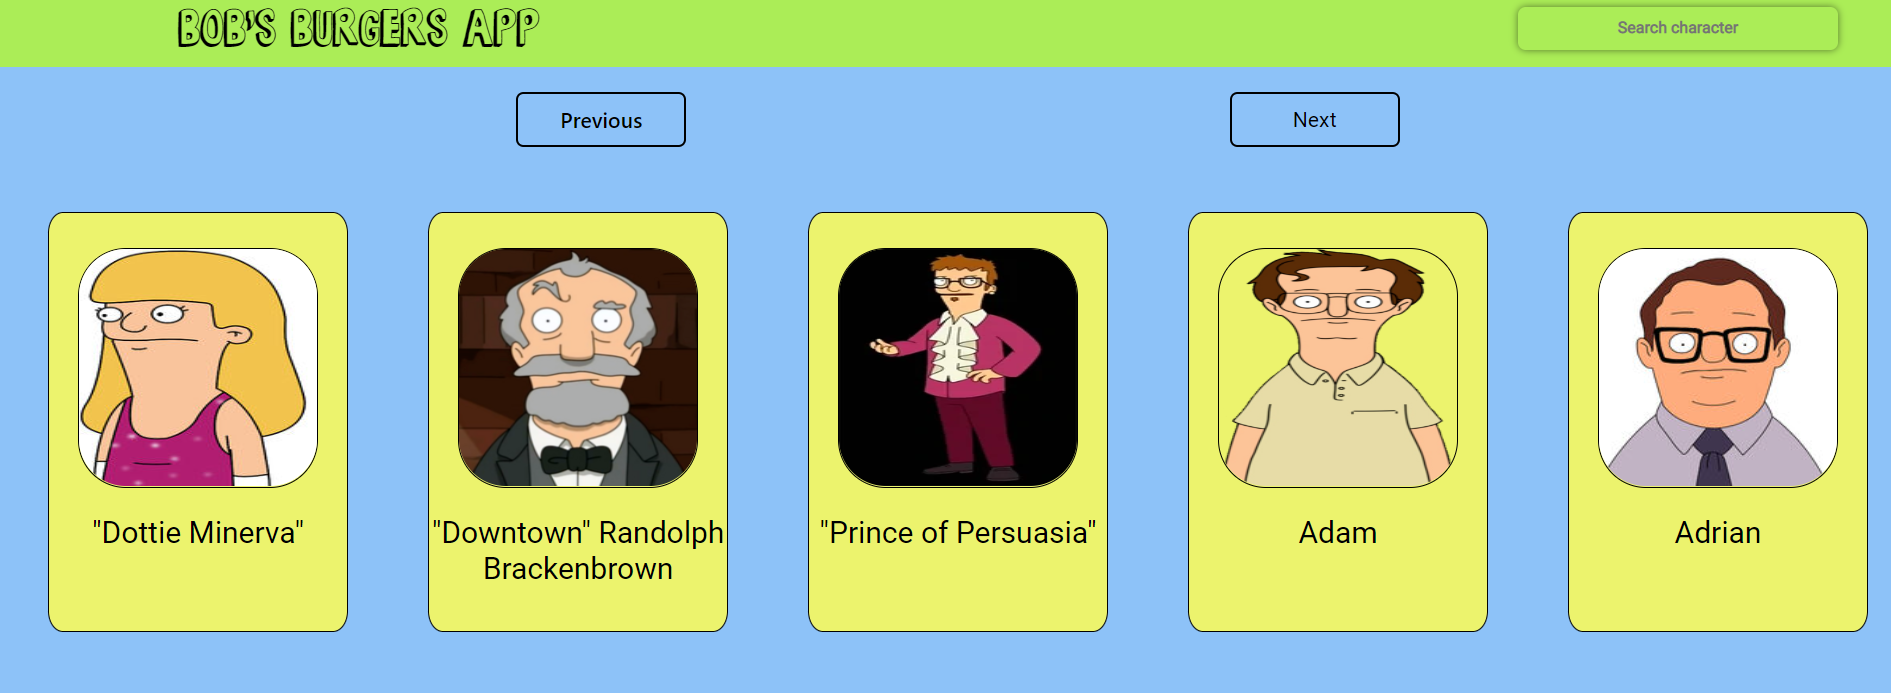 BOB'S BURGERS APP
Search character
Previous
Next
"Dottie Minerva"
"Downtown" Randolph
Brackenbrown
"Prince of Persuasia"
Adam
Adrian